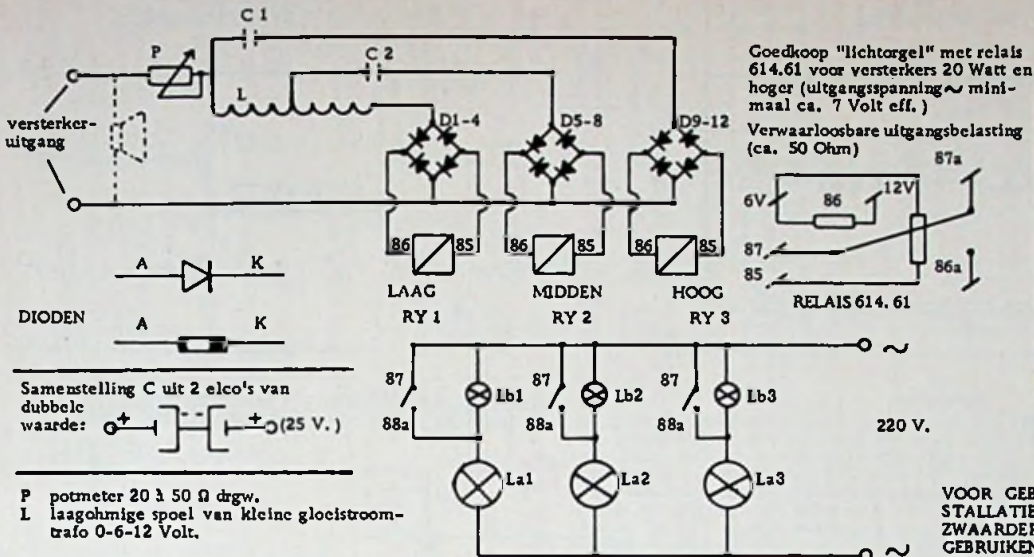 C 1
P
C 2
L
versterker-
uitgang
D1-4
D5-8
D9-12
Goedkoop "lichtorgel" met relais
614.61 voor versterkers 20 Watt en
hoger (uitgangsspanning ~ mini-
maal ca. 7 Volt eff.)
Verwaarloosbare uitgangsbelasting
(ca. 50 Ohm)
87a
6V
86
12V
87
85
86a
RELAIS 614.61
86 85
86 85
86 85
LAAG
MIDDEN
HOOG
RY 1
RY 2
RY 3
A K
DIODEN
A K
Samenstelling C uit 2 elco's van
dubbele
waarde:
+ - - + (25 V.)
P potmeter 20 à 50 Ω drgw.
L laagohmige spoel van kleine gloeistroom-
trafo 0-6-12 Volt.
87
88a
Lb1
87
88a
Lb2
87
88a
Lb3
~
220 V.
La1
La2
La3
~
VOOR GEB
STALLATIE
ZWAARDER
GEBRUIKEN